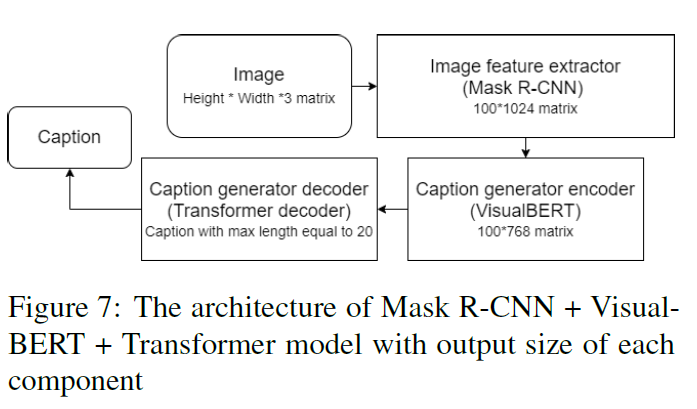 Image
Height * Width *3 matrix
Image feature extractor
(Mask R-CNN)
100*1024 matrix
Caption generator encoder
(VisualBERT)
100*768 matrix
Caption generator decoder
(Transformer decoder)
Caption with max length equal to 20
Caption
Figure 7: The architecture of Mask R-CNN + Visual-
BERT + Transformer model with output size of each
component